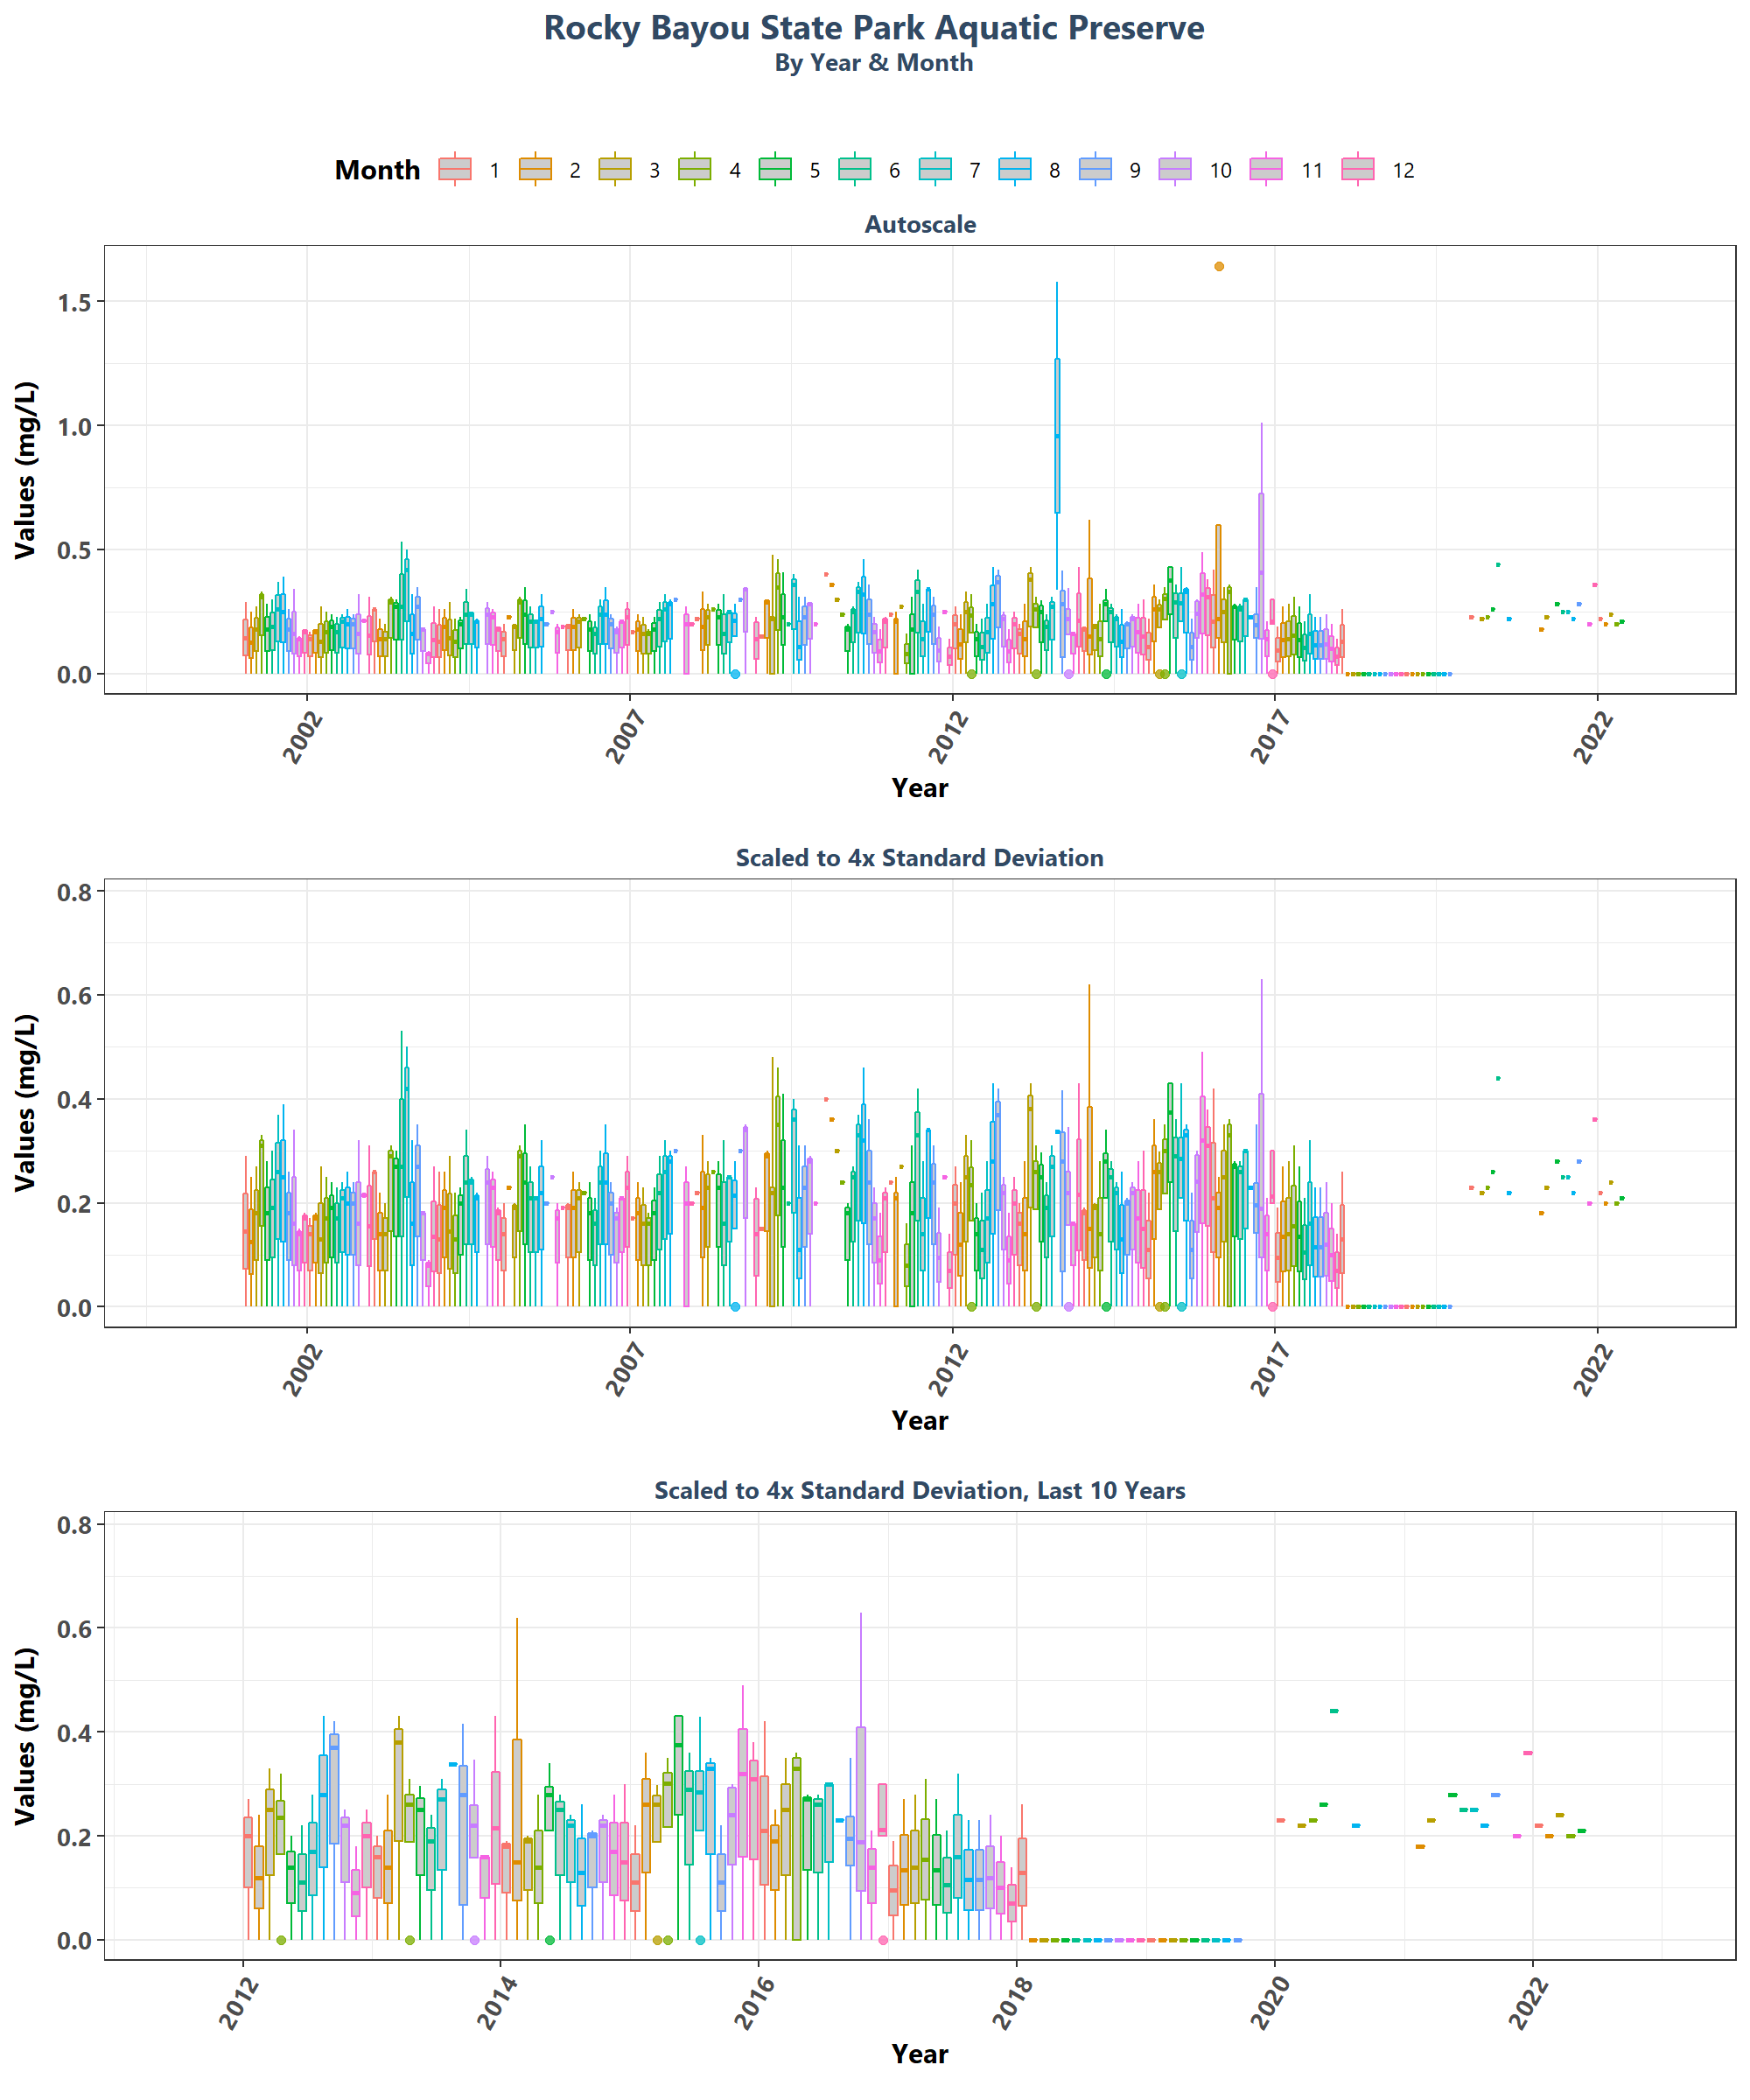 Rocky Bayou State Park Aquatic Preserve
By Year & Month
Month 1 2 3 4 5 6 7 8 9 10 11 12
Autoscale
Values (mg/L)
1.5
1.0
0.5
0.0
2002 2007 2012 2017 2022
Year
Scaled to 4x Standard Deviation
Values (mg/L)
0.8
0.6
0.4
0.2
0.0
2002 2007 2012 2017 2022
Year
Scaled to 4x Standard Deviation, Last 10 Years
Values (mg/L)
0.8
0.6
0.4
0.2
0.0
2012 2014 2016 2018 2020 2022
Year